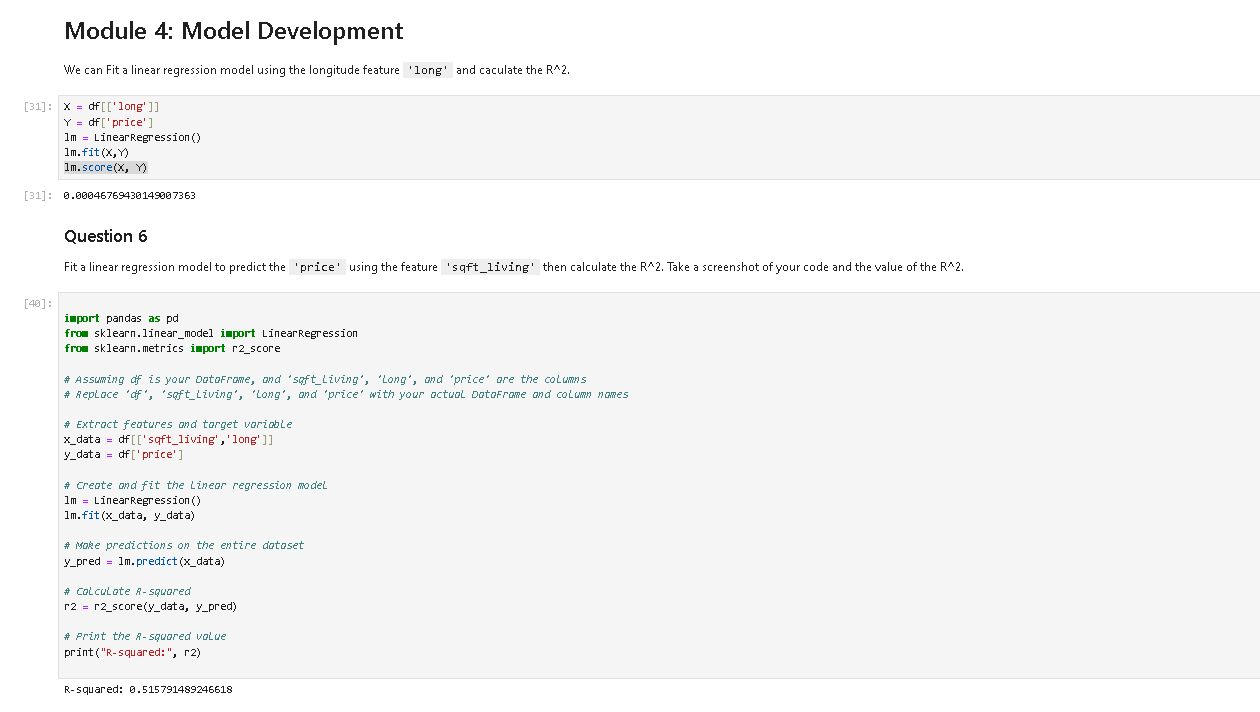 Module 4: Model Development
We can Fit a linear regression model using the longitude feature 'long' and caculate the R^2.
[31]: X = df[['long']]
Y = df['price']
lm = LinearRegression()
lm.fit(X,Y)
lm.score(X, Y)
[31]: 0.00046769430149007363
Question 6
Fit a linear regression model to predict the 'price' using the feature 'sqft_living' then calculate the R^2. Take a screenshot of your code and the value of the R^2.
[40]:
import pandas as pd
from sklearn.linear_model import LinearRegression
from sklearn.metrics import r2_score
# Assuming df is your DataFrame, and 'sqft_living', 'long', and 'price' are the columns
# Replace 'df', 'sqft_living', 'long', and 'price' with your actual DataFrame and column names
# Extract features and target variable
x_data = df[['sqft_living','long']]
y_data = df['price']
# Create and fit the linear regression model
lm = LinearRegression()
lm.fit(x_data, y_data)
# Make predictions on the entire dataset
y_pred = lm.predict(x_data)
# Calculate R-squared
r2 = r2_score(y_data, y_pred)
# Print the R-squared value
print("R-squared:", r2)
R-squared: 0.515791489246618